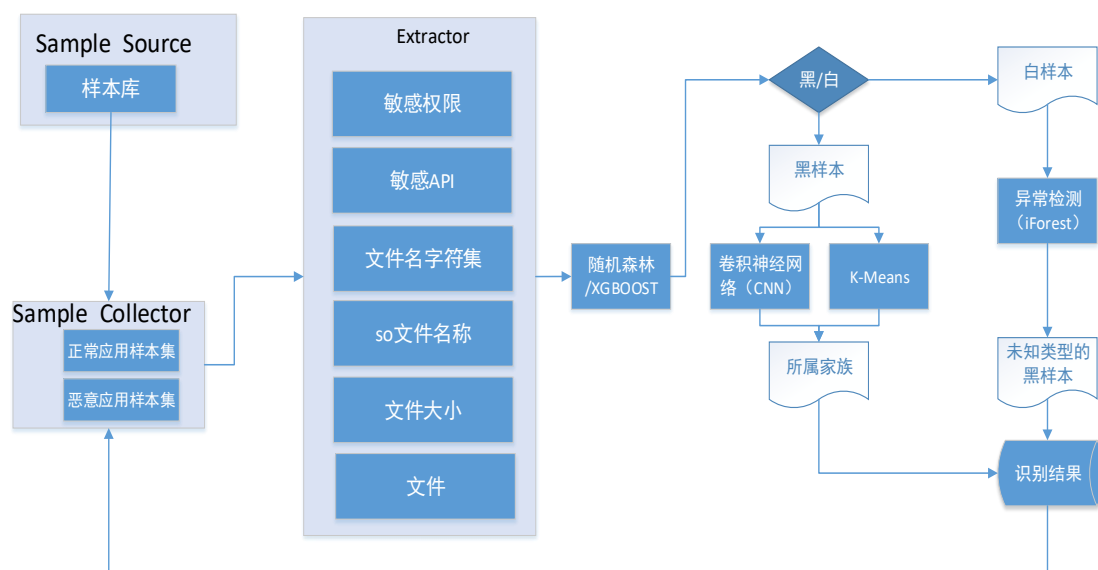 Sample Source
样本库
Sample Collector
正常应用样本集
恶意应用样本集
Extractor
敏感权限
敏感API
文件名字符集
so文件名称
文件大小
文件
随机森林
/XGBOOST
黑/白
黑样本
卷积神经网
络（CNN）
K-Means
所属家族
白样本
异常检测
（iForest）
未知类型的
黑样本
识别结果